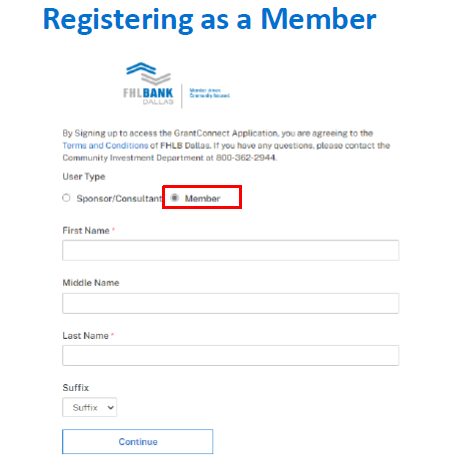 Registering as a Member
FHLBANK
DALLAS
Member driven.
Community focused.
By Signing up to access the GrantConnect Application, you are agreeing to the
Terms and Conditions of FHLB Dallas. If you have any questions, please contact the
Community Investment Department at 800-362-2944.
User Type
Sponsor/Consultant Member
First Name *
Middle Name
Last Name *
Suffix
Suffix
Continue